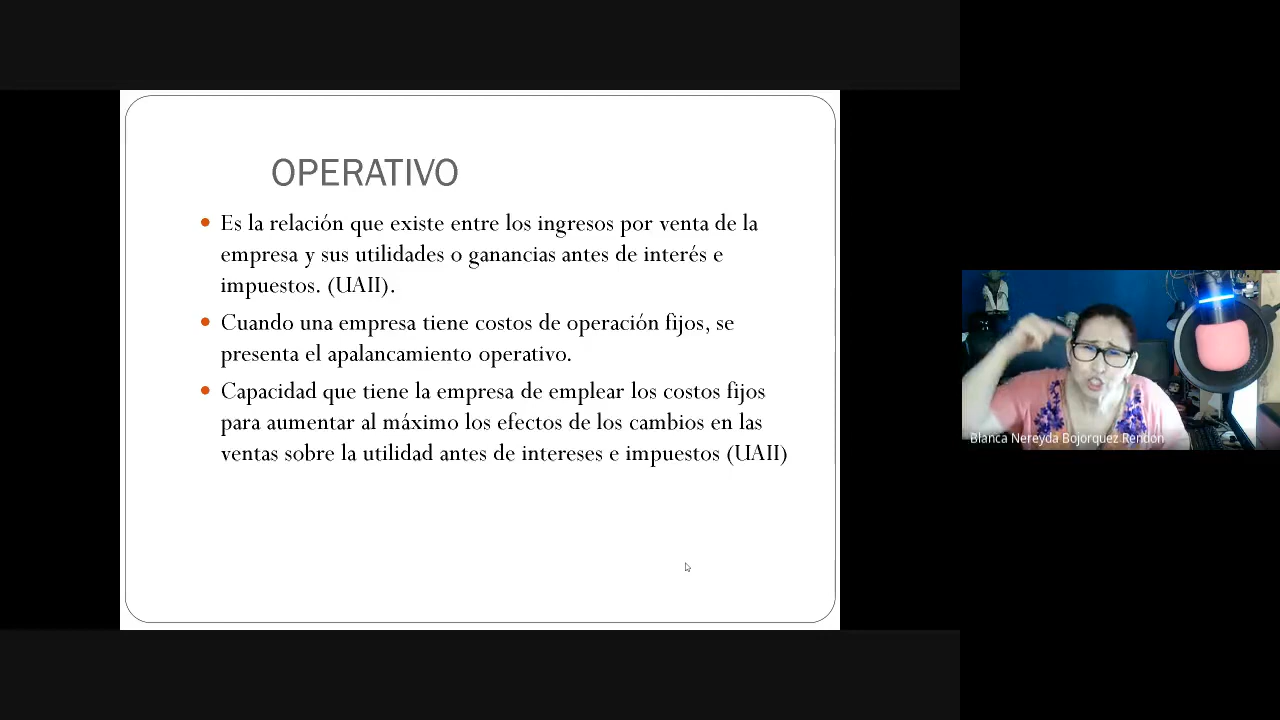 OPERATIVO
Es la relación que existe entre los ingresos por venta de la
empresa y sus utilidades o ganancias antes de interés e
impuestos. (UAII).
Cuando una empresa tiene costos de operación fijos, se
presenta el apalancamiento operativo.
Capacidad que tiene la empresa de emplear los costos fijos
para aumentar al máximo los efectos de los cambios en las
ventas sobre la utilidad antes de intereses e impuestos (UAII)
Blanca Nereyda Bojorquez Rendon